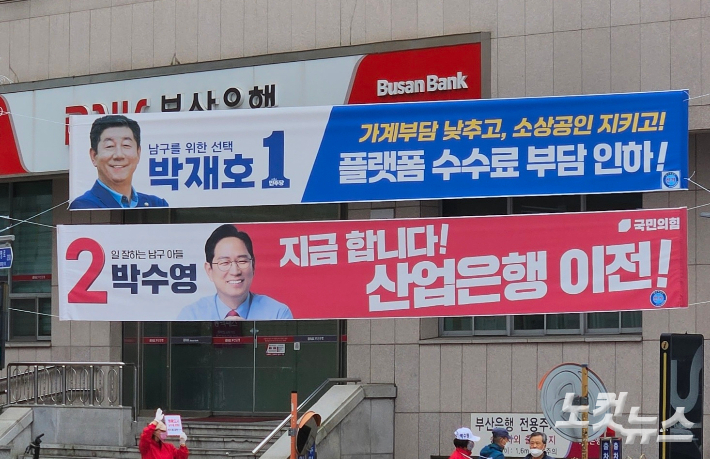 부산은행
Busan Bank
남구를 위한 선택
박재호
1
민주당
가계부담 낮추고, 소상공인 지키고!
플랫폼 수수료 부담 인하!
2
일 잘하는 남구 아들
박수영
지금 합니다!
산업은행 이전!
국민의힘
부산은행 전용주
노컷뉴스